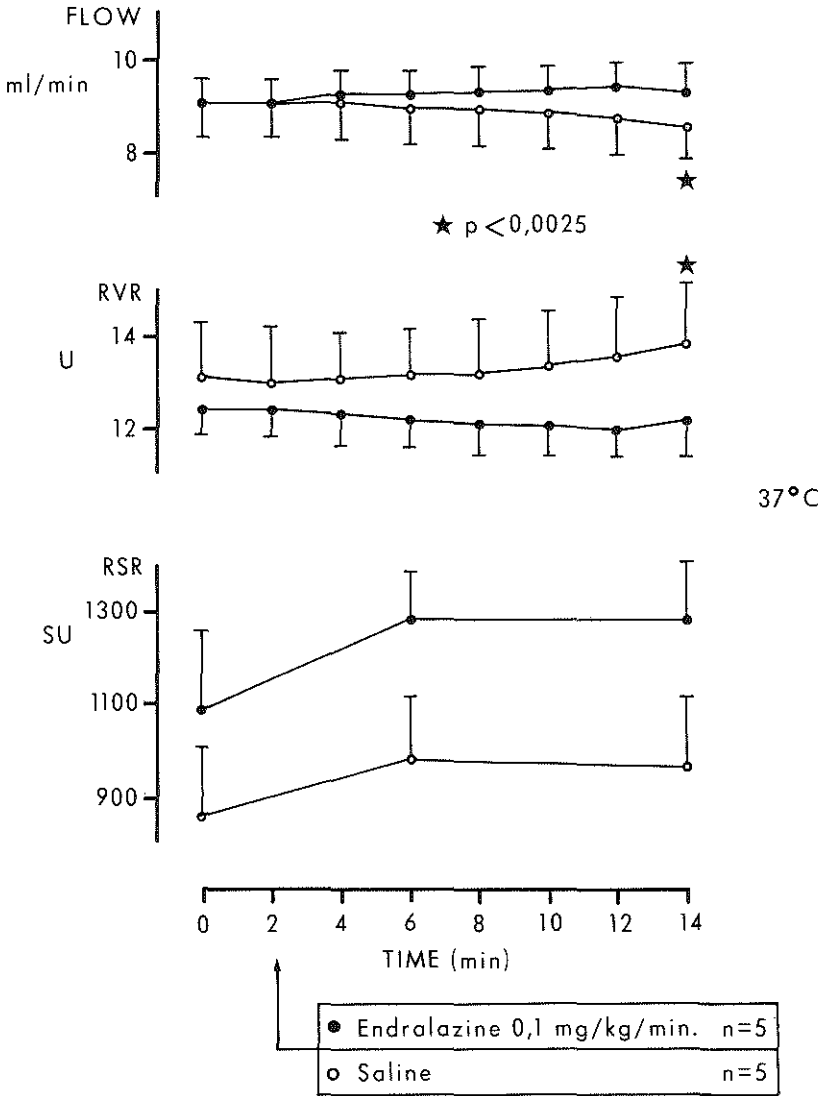 FLOW
10
ml/min
8
★ p <0,0025
RVR
14
U
12
37°C
RSR
1300
SU
1100
900
0 2 4 6 8 10 12 14
TIME (min)
● Endralazine 0,1 mg/kg/min. n=5
○ Saline n=5